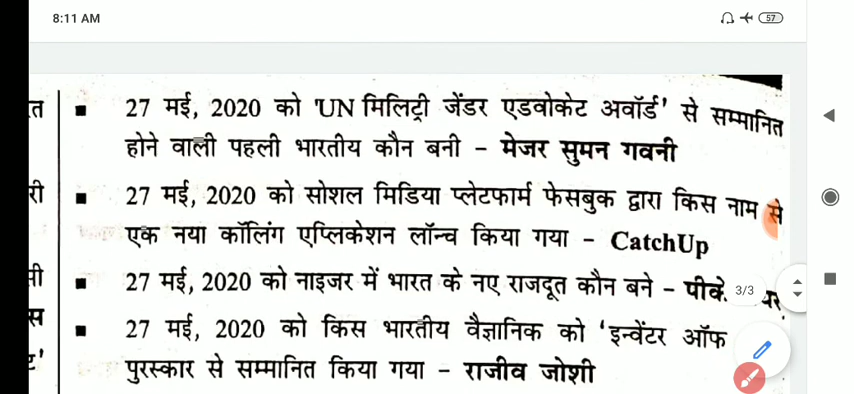 8:11 AM
57
त
■ 27 मई, 2020 को 'UN मिलिट्री जेंडर एडवोकेट अवॉर्ड' से सम्मानित
होने वाली पहली भारतीय कौन बनी - मेजर सुमन गवनी
री
■ 27 मई, 2020 को सोशल मिडिया प्लेटफार्म फेसबुक द्वारा किस नाम से
एक नया कॉलिंग एप्लिकेशन लॉन्च किया गया - CatchUp
मी
■ 27 मई, 2020 को नाइजर में भारत के नए राजदूत कौन बने -
3/3
स
■ 27 मई, 2020 को किस भारतीय वैज्ञानिक को 'इन्वेंटर ऑफ
ट'
पुरस्कार से सम्मानित किया गया - राजीव जोशी